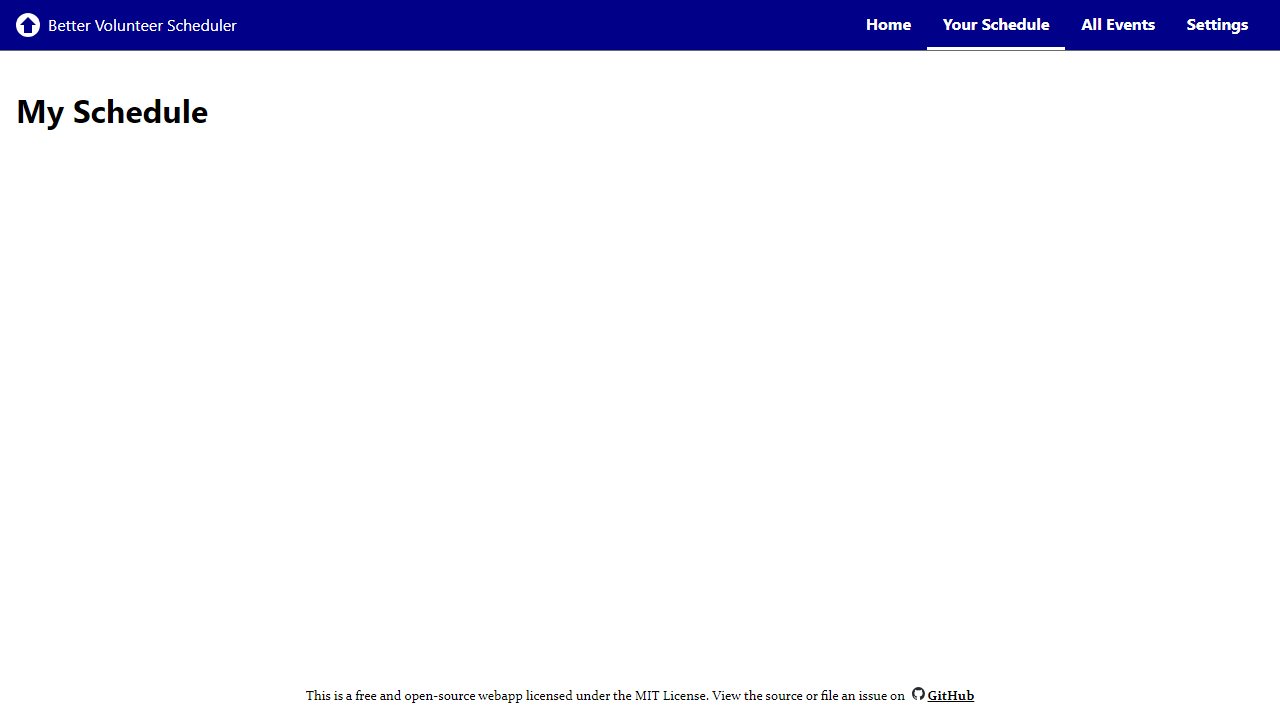 Better Volunteer Scheduler
Home Your Schedule All Events Settings
My Schedule
This is a free and open-source webapp licensed under the MIT License. View the source or file an issue on GitHub